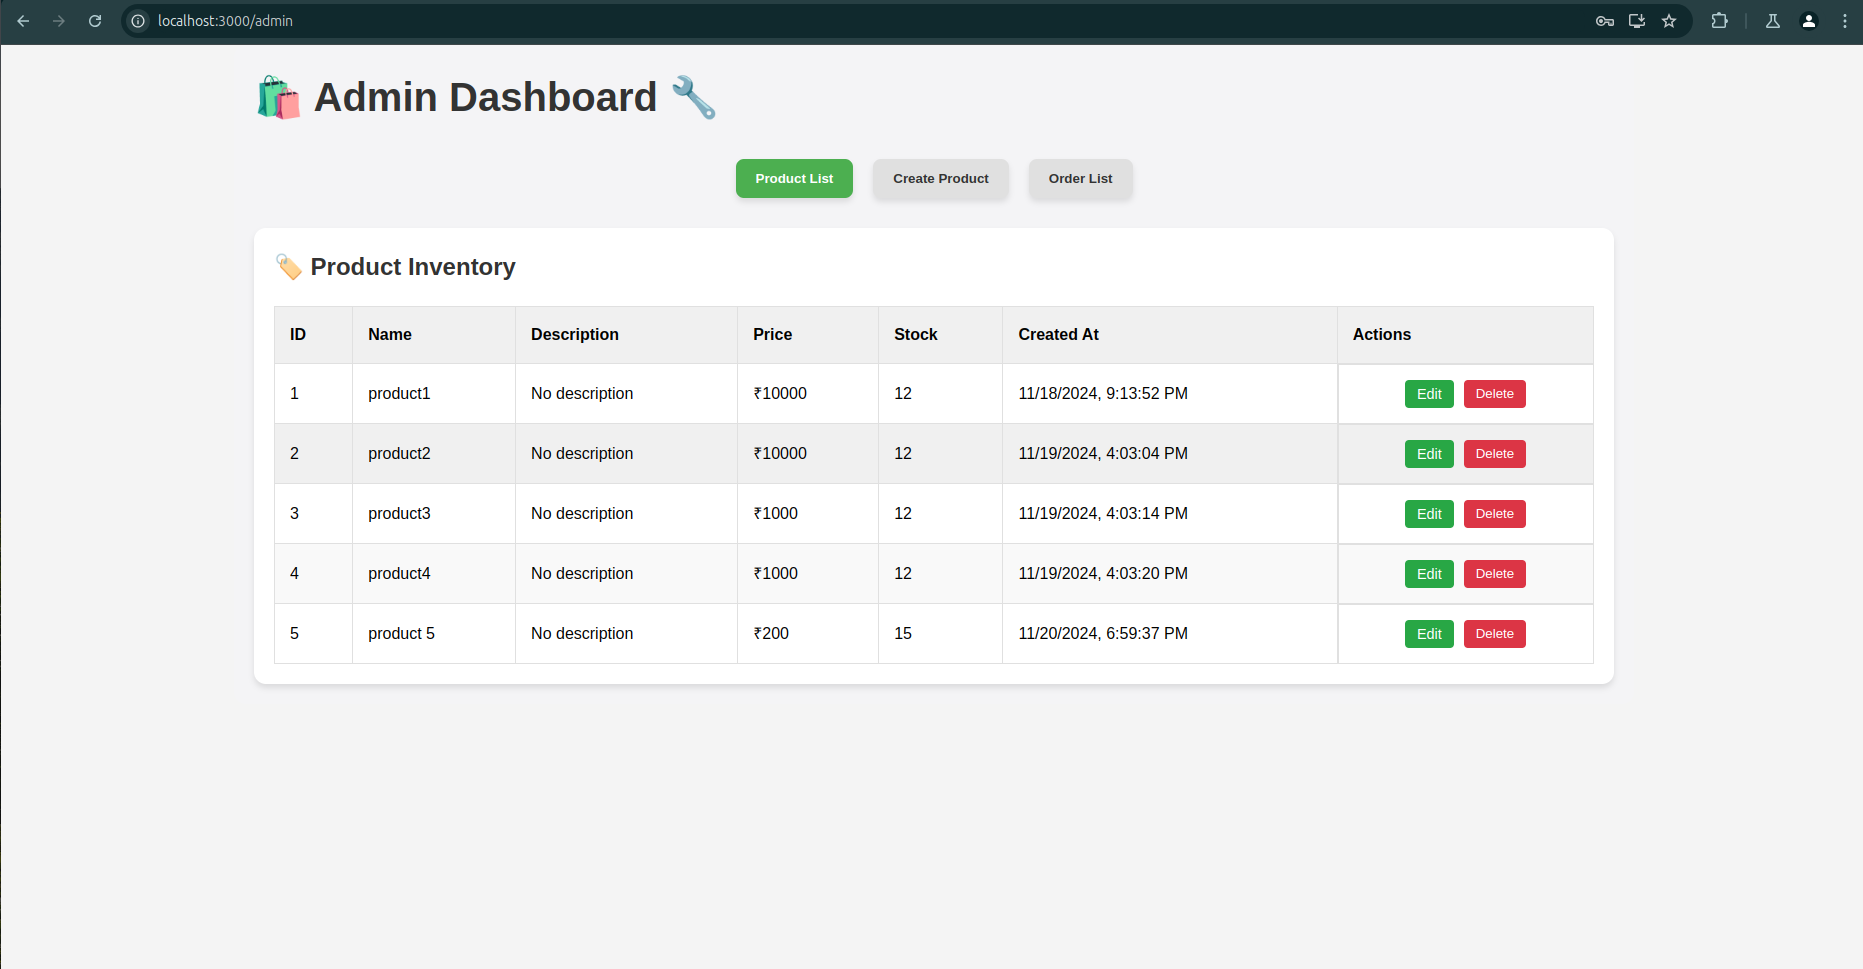 localhost:3000/admin
🛍️ Admin Dashboard 🔧
Product List Create Product Order List
🏷️ Product Inventory
ID Name Description Price Stock Created At Actions
1 product1 No description ₹10000 12 11/18/2024, 9:13:52 PM Edit Delete
2 product2 No description ₹10000 12 11/19/2024, 4:03:04 PM Edit Delete
3 product3 No description ₹1000 12 11/19/2024, 4:03:14 PM Edit Delete
4 product4 No description ₹1000 12 11/19/2024, 4:03:20 PM Edit Delete
5 product 5 No description ₹200 15 11/20/2024, 6:59:37 PM Edit Delete